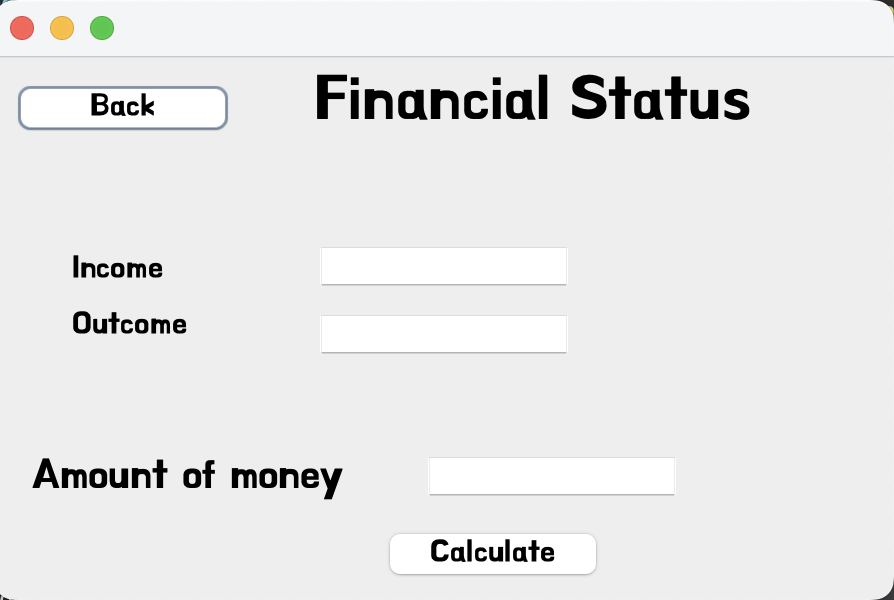 Back
Financial Status
Income
Outcome
Amount of money
Calculate